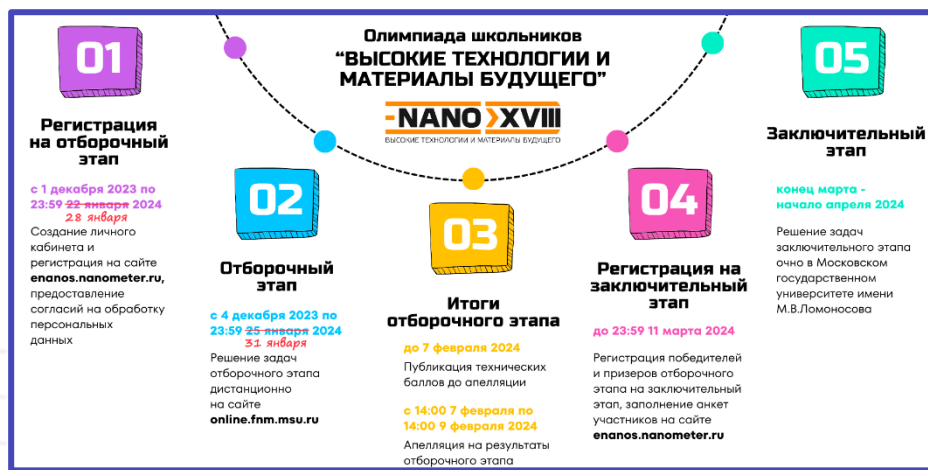 Олимпиада школьников
“ВЫСОКИЕ ТЕХНОЛОГИИ И
МАТЕРИАЛЫ БУДУЩЕГО”
NANO XVIII
ВЫСОКИЕ ТЕХНОЛОГИИ И МАТЕРИАЛЫ БУДУЩЕГО
01
Регистрация
на отборочный
этап
с 1 декабря 2023 по
23:59 22 января 2024
28 января
Создание личного
кабинета и
регистрация на сайте
enanos.nanometer.ru,
предоставление
согласий на обработку
персональных
данных
02
Отборочный
этап
с 4 декабря 2023 по
23:59 25 января 2024
31 января
Решение задач
отборочного этапа
дистанционно
на сайте
online.fnm.msu.ru
03
Итоги
отборочного этапа
до 7 февраля 2024
Публикация технических
баллов до апелляции
с 14:00 7 февраля по
14:00 9 февраля 2024
Апелляция на результаты
отборочного этапа
04
Регистрация на
заключительный
этап
до 23:59 11 марта 2024
Регистрация победителей
и призеров отборочного
этапа на заключительный
этап, заполнение анкет
участников на сайте
enanos.nanometer.ru
05
Заключительный
этап
конец марта -
начало апреля 2024
Решение задач
заключительного этапа
очно в Московском
государственном
университете имени
М.В.Ломоносова